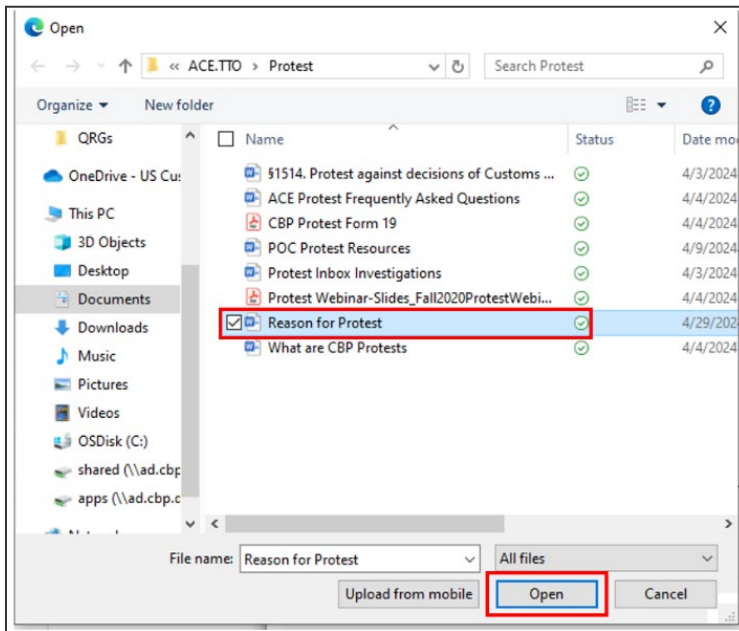 Open
« ACE.TTO > Protest
Search Protest
Organize
New folder
?
QRGs
OneDrive - US Cus
This PC
3D Objects
Desktop
Documents
Downloads
Music
Pictures
Videos
OSDisk (C:)
shared (\\ad.cbp
apps (\\ad.cbp.c
Name Status Date mo
§1514. Protest against decisions of Customs ... 4/3/2024
ACE Protest Frequently Asked Questions 4/4/2024
CBP Protest Form 19 4/4/2024
POC Protest Resources 4/9/2024
Protest Inbox Investigations 4/3/2024
Protest Webinar-Slides_Fall2020ProtestWebi... 4/4/2024
Reason for Protest 4/29/202
What are CBP Protests 4/4/2024
File name: Reason for Protest
All files
Upload from mobile
Open
Cancel